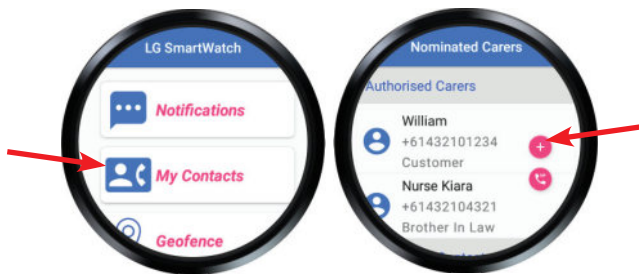 LG SmartWatch
Notifications
My Contacts
Geofence
Nominated Carers
Authorised Carers
William
+61432101234
Customer
Nurse Kiara
+61432104321
Brother In Law